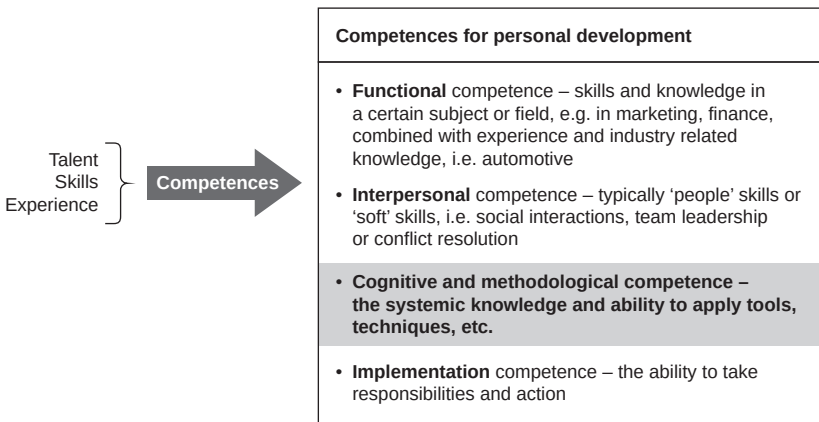 Talent
Skills
Experience
Competences
Competences for personal development
• Functional competence – skills and knowledge in
a certain subject or field, e.g. in marketing, finance,
combined with experience and industry related
knowledge, i.e. automotive
• Interpersonal competence – typically ‘people’ skills or
‘soft’ skills, i.e. social interactions, team leadership
or conflict resolution
• Cognitive and methodological competence –
the systemic knowledge and ability to apply tools,
techniques, etc.
• Implementation competence – the ability to take
responsibilities and action